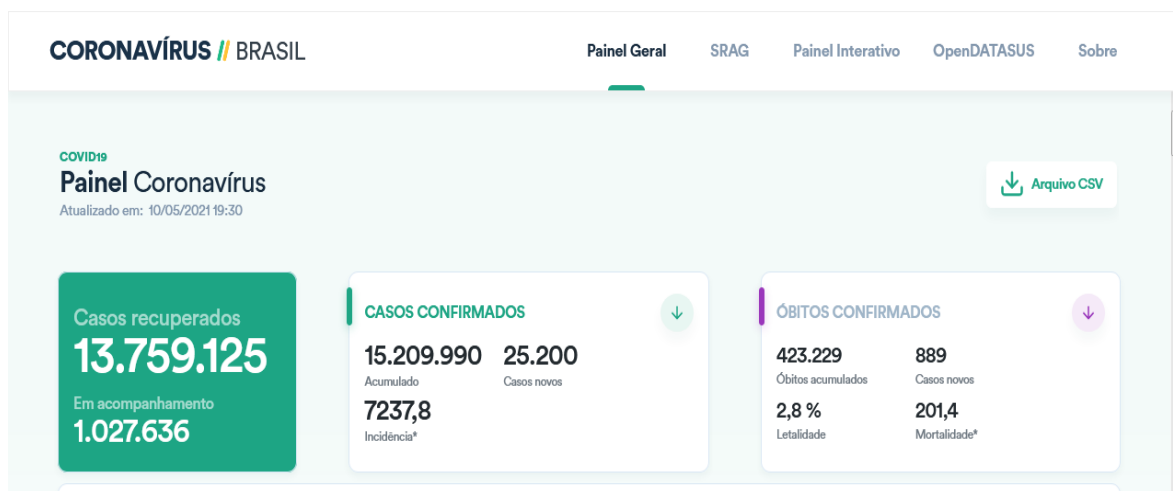 CORONAVÍRUS // BRASIL
Painel Geral
SRAG
Painel Interativo
OpenDATASUS
Sobre
COVID19
Painel Coronavírus
Atualizado em: 10/05/2021 19:30
Arquivo CSV
Casos recuperados
13.759.125
Em acompanhamento
1.027.636
CASOS CONFIRMADOS
15.209.990 25.200
Acumulado Casos novos
7237,8
Incidência*
ÓBITOS CONFIRMADOS
423.229 889
Óbitos acumulados Casos novos
2,8 % 201,4
Letalidade Mortalidade*